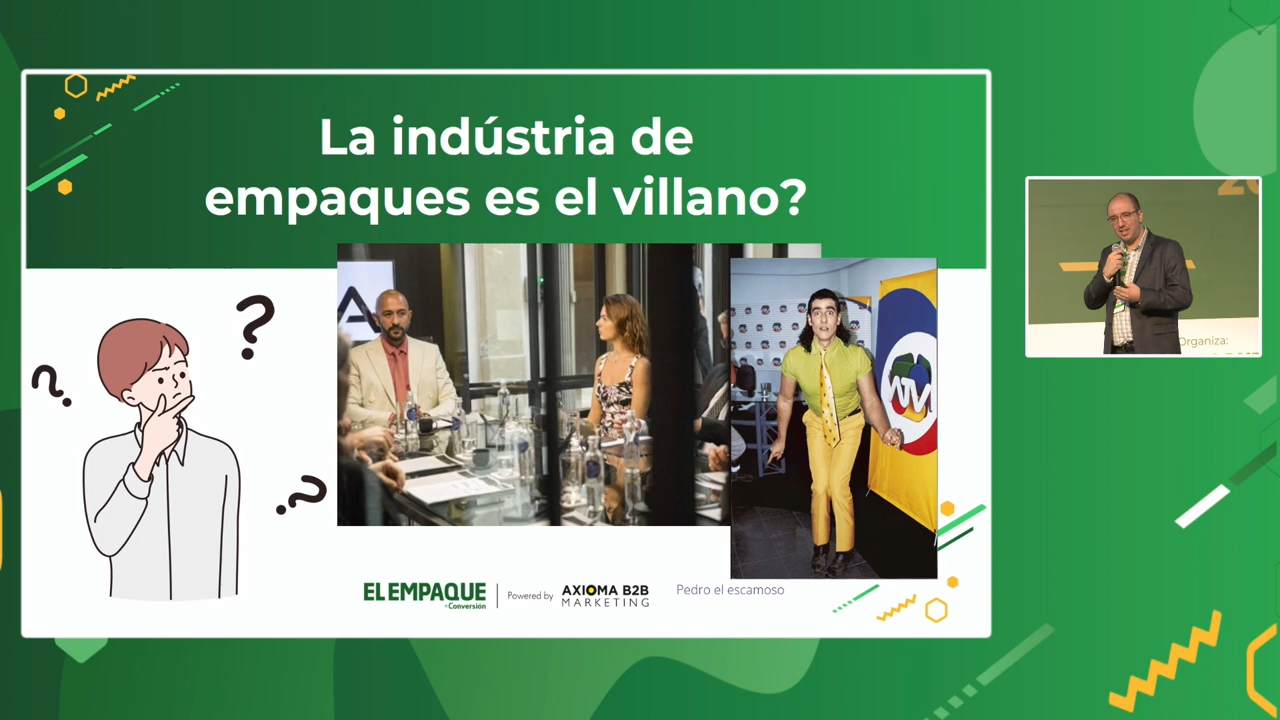 La indústria de
empaques es el villano?
EL EMPAQUE
+Conversión
Powered by
AXIOMA B2B
MARKETING
Pedro el escamoso
Organiza: